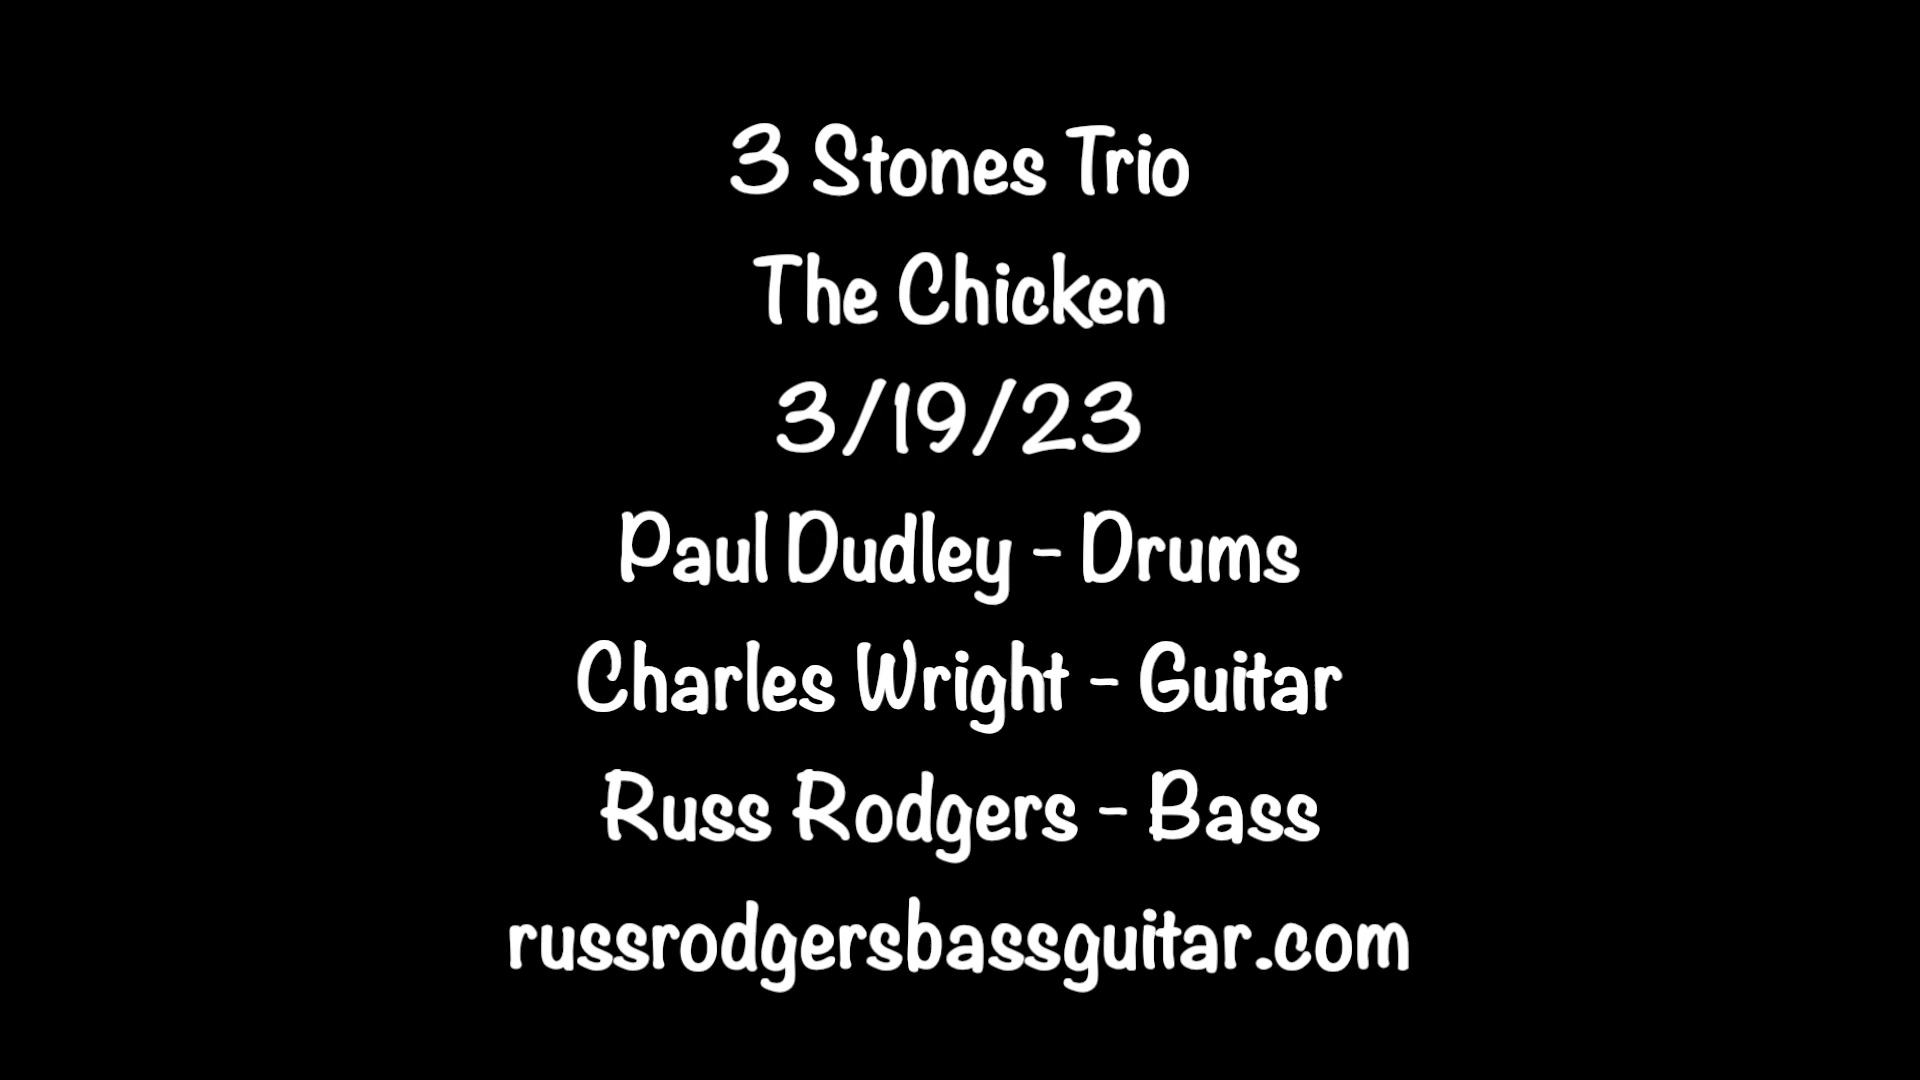 3 Stones Trio
The Chicken
3/19/23
Paul Dudley - Drums
Charles Wright - Guitar
Russ Rodgers - Bass
russrodgersbassguitar.com